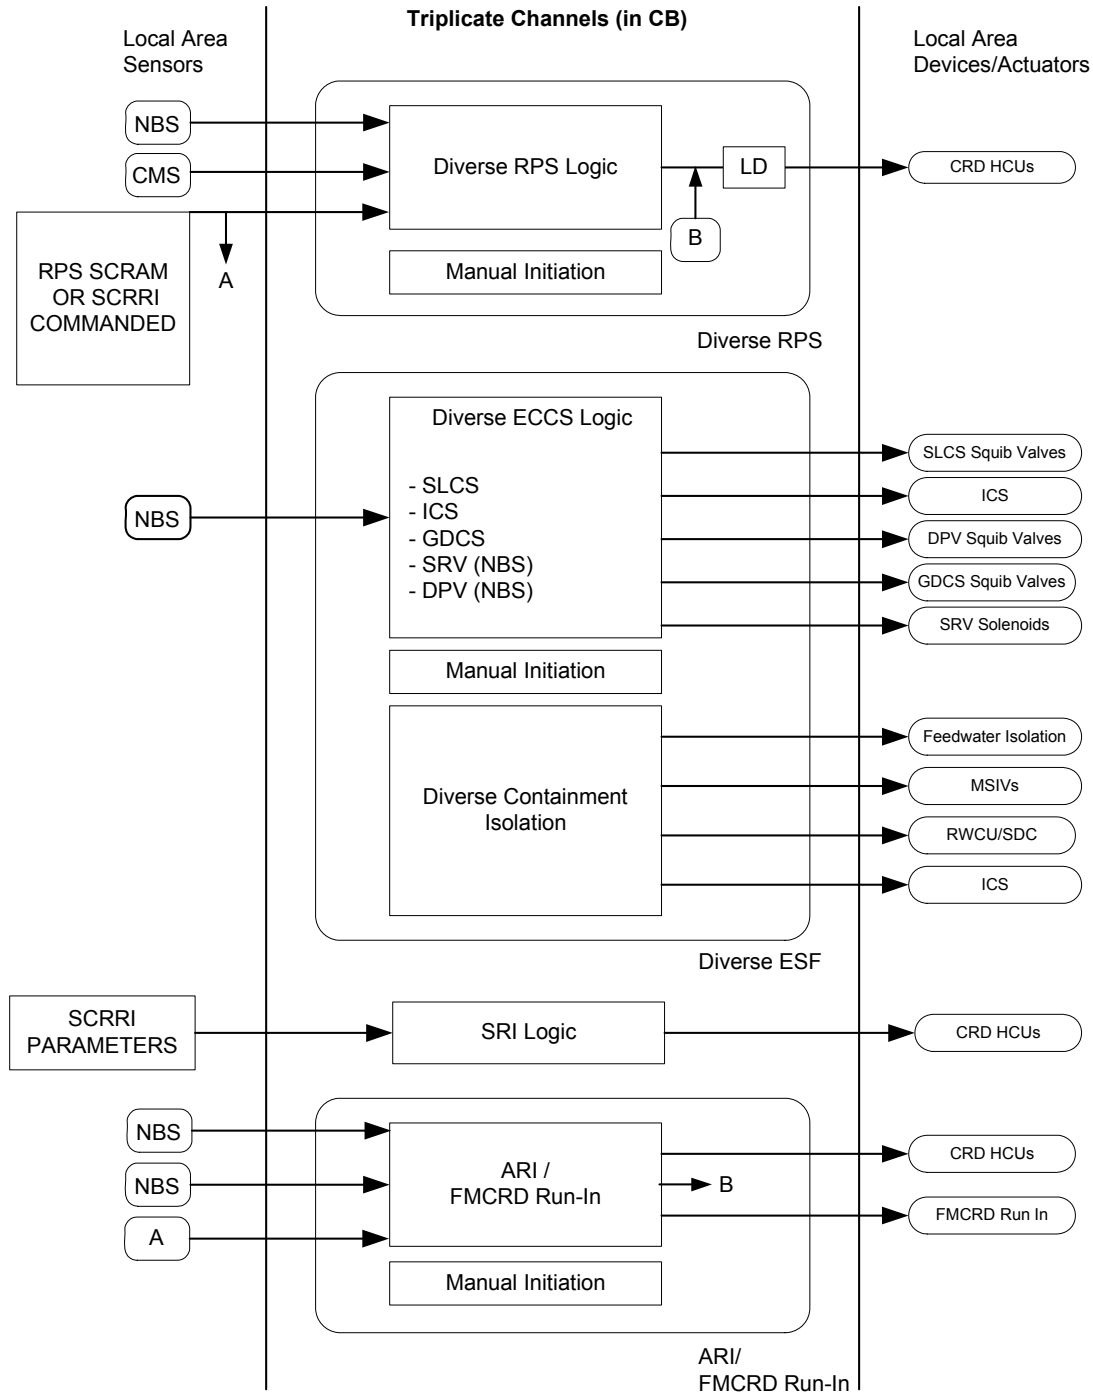 Triplicate Channels (in CB)
Local Area
Sensors
Local Area
Devices/Actuators
NBS
CMS
RPS SCRAM
OR SCRRI
COMMANDED
A
Diverse RPS Logic
LD
B
CRD HCUs
Manual Initiation
Diverse RPS
NBS
Diverse ECCS Logic
- SLCS
- ICS
- GDCS
- SRV (NBS)
- DPV (NBS)
SLCS Squib Valves
ICS
DPV Squib Valves
GDCS Squib Valves
SRV Solenoids
Manual Initiation
Diverse Containment
Isolation
Feedwater Isolation
MSIVs
RWCU/SDC
ICS
Diverse ESF
SCRRI
PARAMETERS
SRI Logic
CRD HCUs
NBS
NBS
A
ARI /
FMCRD Run-In
B
CRD HCUs
FMCRD Run In
Manual Initiation
ARI/
FMCRD Run-In